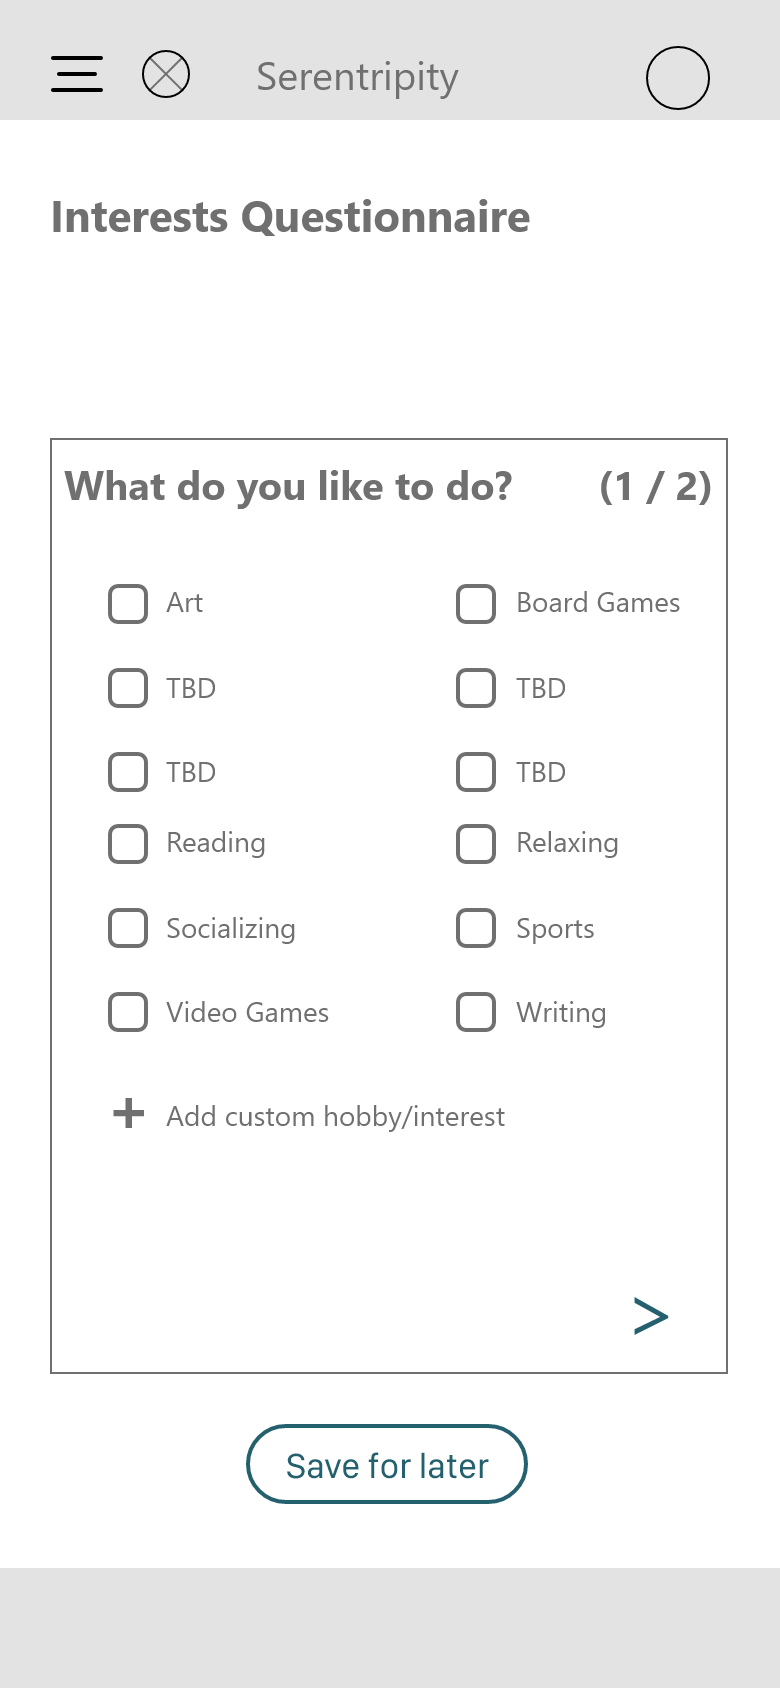 Serentripity
Interests Questionnaire
What do you like to do? (1 / 2)
Art Board Games
TBD TBD
TBD TBD
Reading Relaxing
Socializing Sports
Video Games Writing
+ Add custom hobby/interest
>
Save for later